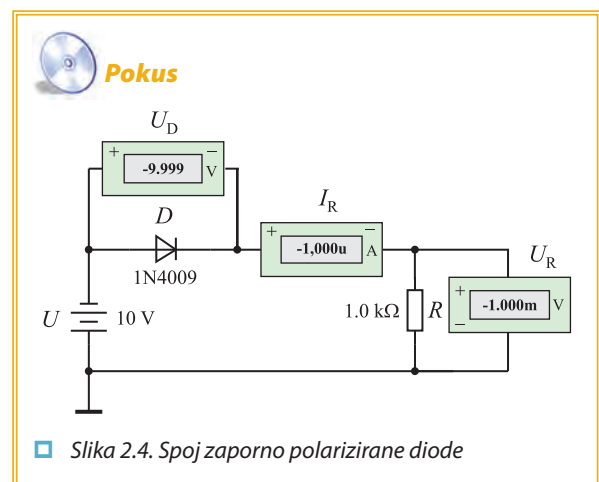 Pokus
U_D
+ -9.999 − V
D
1N4009
I_R
+ -1,000u − A
U_R
+ − -1.000m V
1.0 kΩ R
U 10 V
Slika 2.4. Spoj zaporno polarizirane diode